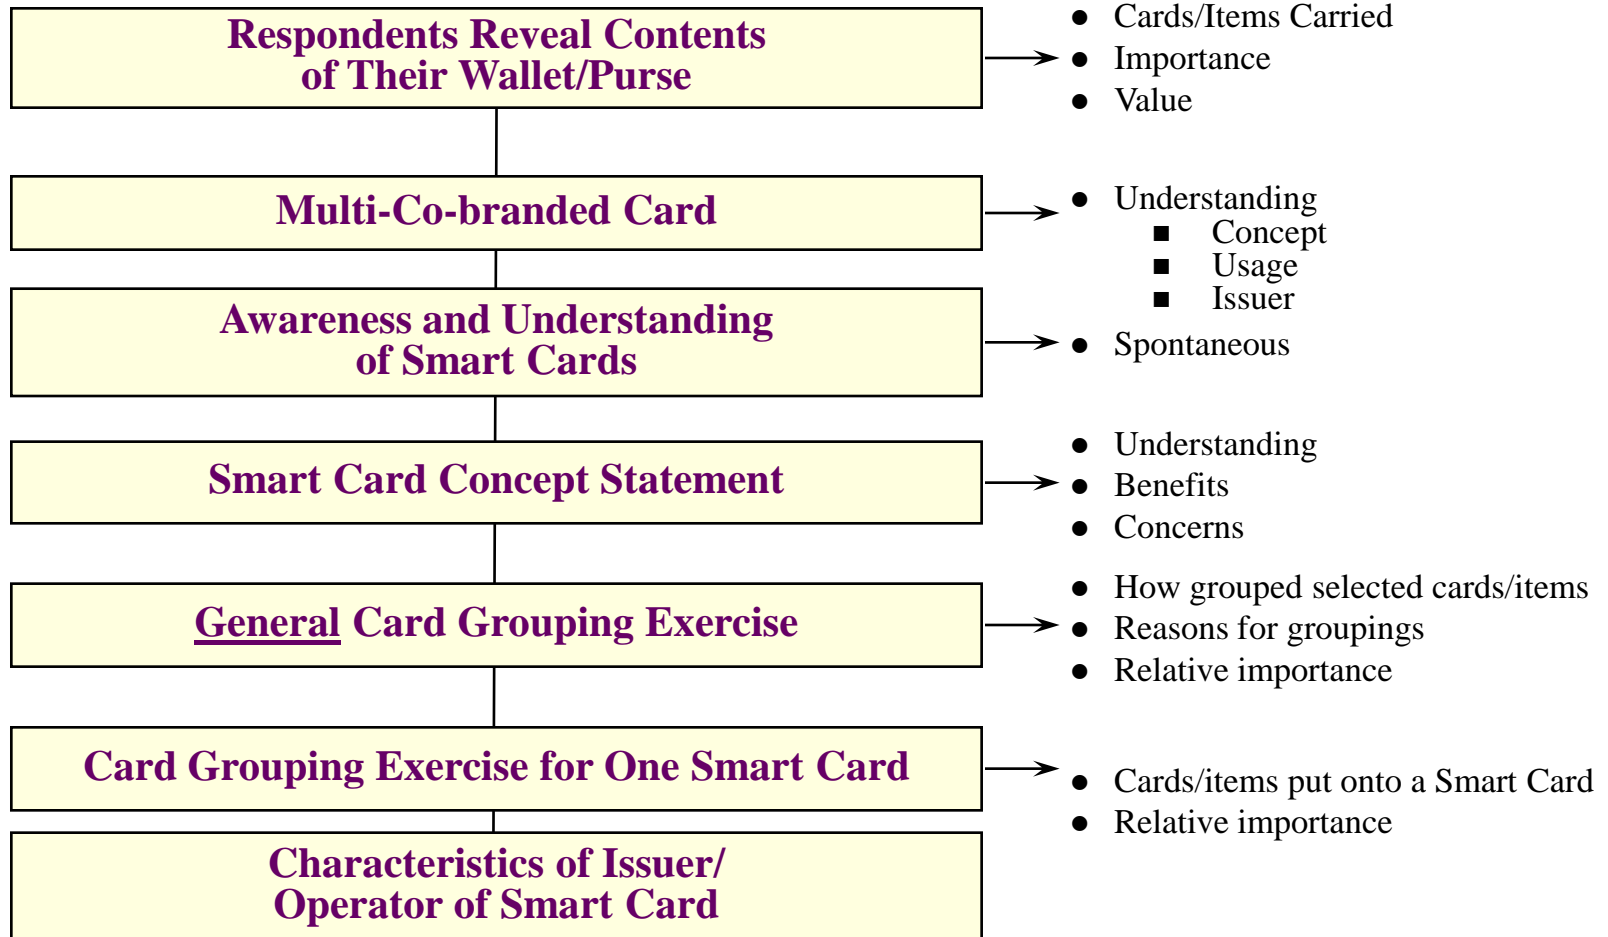 Respondents Reveal Contents
of Their Wallet/Purse
● Cards/Items Carried
● Importance
● Value
Multi-Co-branded Card
● Understanding
■ Concept
■ Usage
■ Issuer
Awareness and Understanding
of Smart Cards
● Spontaneous
Smart Card Concept Statement
● Understanding
● Benefits
● Concerns
General Card Grouping Exercise
● How grouped selected cards/items
● Reasons for groupings
● Relative importance
Card Grouping Exercise for One Smart Card
● Cards/items put onto a Smart Card
● Relative importance
Characteristics of Issuer/
Operator of Smart Card